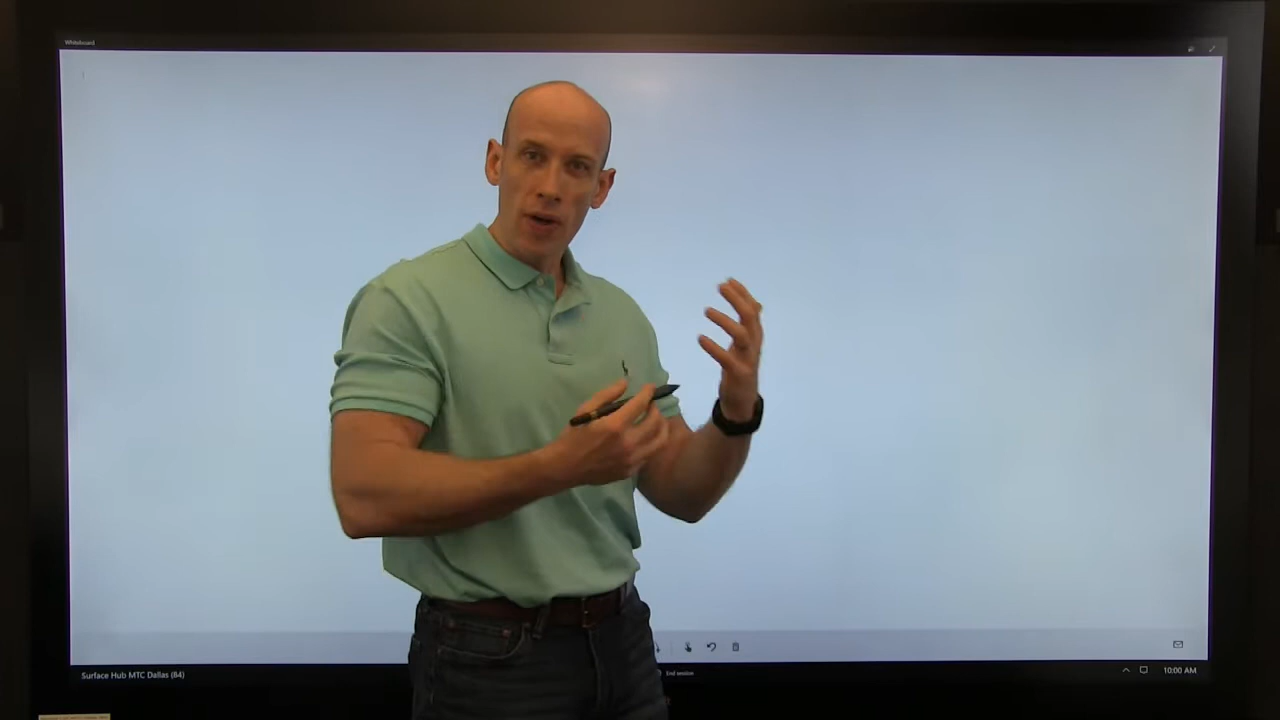 Whiteboard
Surface Hub MTC Dallas (84)
End session
10:00 AM